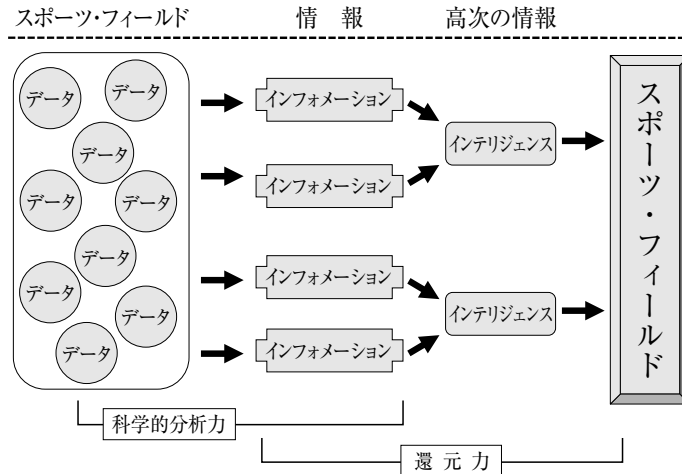 スポーツ・フィールド
情 報
高次の情報
データ
データ
データ
データ
データ
データ
データ
データ
データ
インフォメーション
インフォメーション
インフォメーション
インフォメーション
インテリジェンス
インテリジェンス
スポーツ・フィールド
科学的分析力
還 元 力